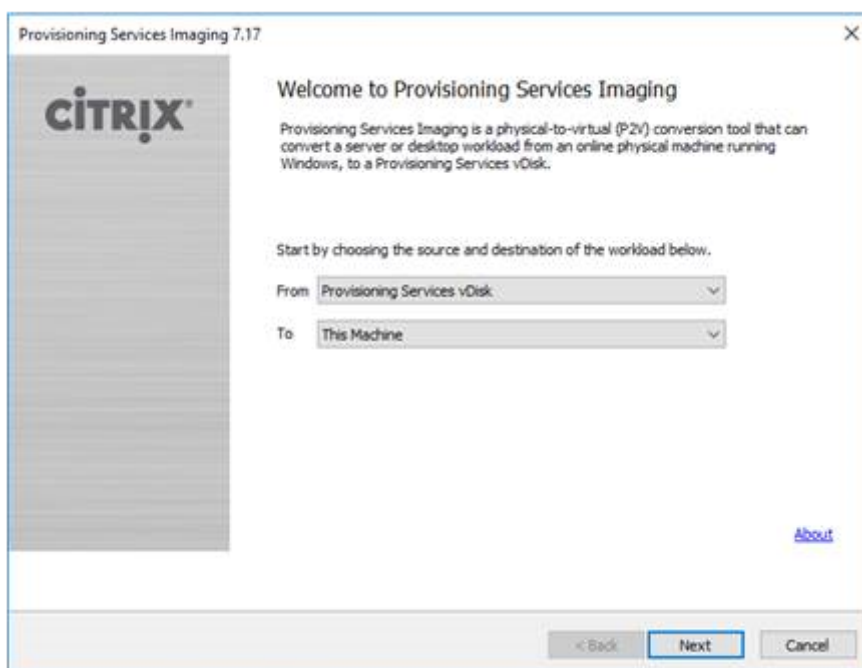 Provisioning Services Imaging 7.17
CITRIX
Welcome to Provisioning Services Imaging
Provisioning Services Imaging is a physical-to-virtual (P2V) conversion tool that can
convert a server or desktop workload from an online physical machine running
Windows, to a Provisioning Services vDisk.
Start by choosing the source and destination of the workload below.
From Provisioning Services vDisk
To This Machine
About
< Back Next Cancel